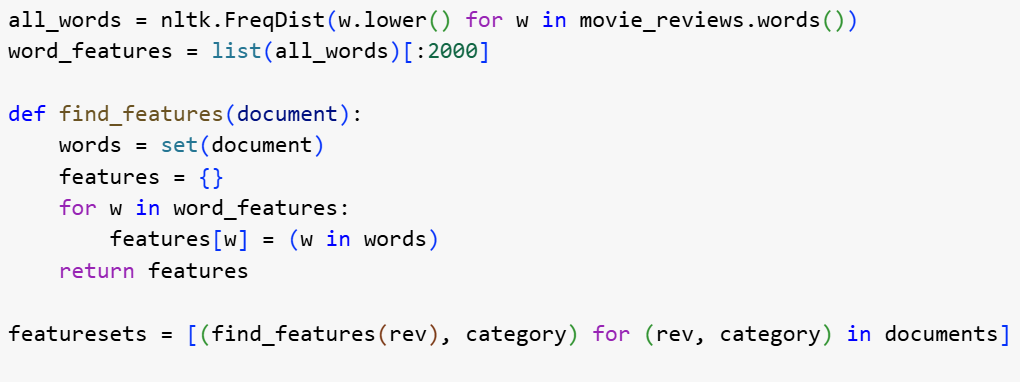 all_words = nltk.FreqDist(w.lower() for w in movie_reviews.words())
word_features = list(all_words)[:2000]

def find_features(document):
    words = set(document)
    features = {}
    for w in word_features:
        features[w] = (w in words)
    return features

featuresets = [(find_features(rev), category) for (rev, category) in documents]